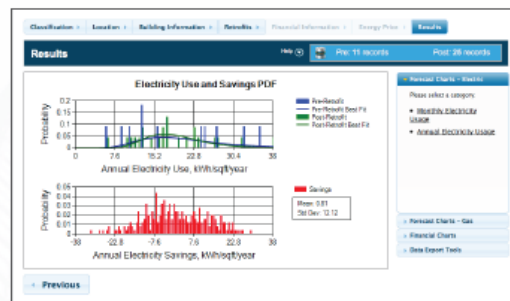 Classification › Location › Building Information › Retrofits › Financial Information › Energy Price › Results
Results
Help
Pre: 11 records
Post: 26 records
Electricity Use and Savings PDF
Probability
0.2
0.15
0.1
0.05
0
0 7.6 15.2 22.8 30.4 38
Annual Electricity Use, kWh/sqft/year
Pre-Retrofit
Pre-Retrofit Best Fit
Post-Retrofit
Post-Retrofit Best Fit
Probability
0.06
0.05
0.04
0.03
0.02
0.01
0
-38 -22.8 -7.6 7.6 22.8 38
Annual Electricity Savings, kWh/sqft/year
Savings
Mean: 0.81
Std Dev: 12.12
Forecast Charts - Electric
Please select a category:
• Monthly Electricity Usage
• Annual Electricity Usage
Forecast Charts - Gas
Financial Charts
Data Export Tools
Previous